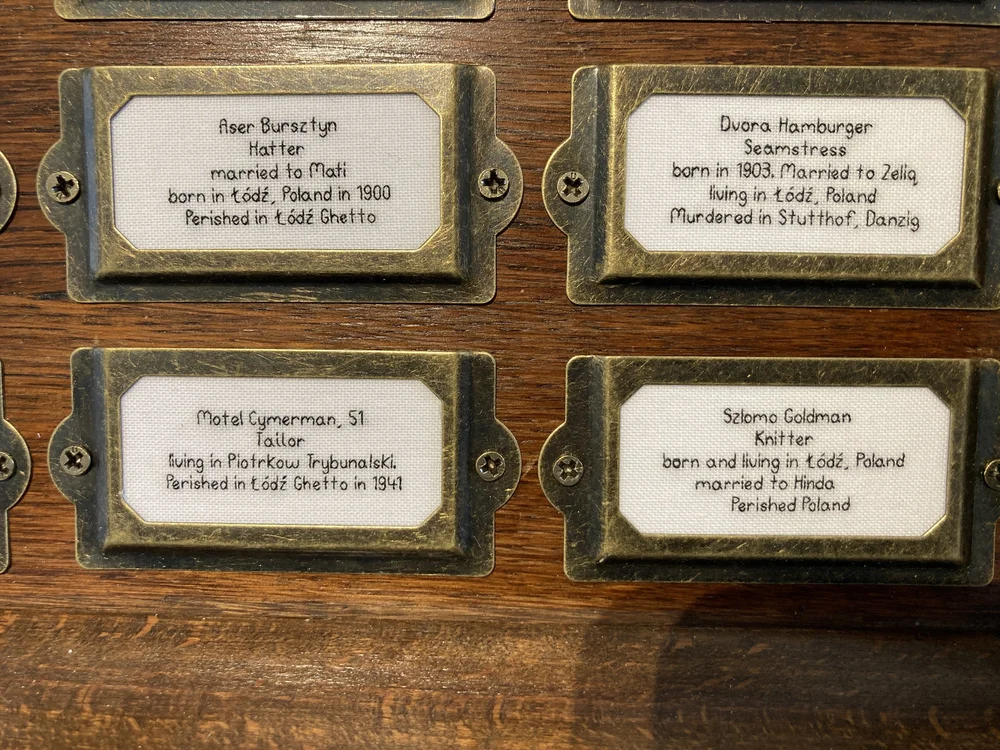 Aser Bursztyn
Hatter
married to Mati
born in Łódź, Poland in 1900
Perished in Łódź Ghetto
Dvora Hamburger
Seamstress
born in 1903. Married to Zelig
living in Łódź, Poland
Murdered in Stutthof, Danzig
Motel Cymerman, 51
Tailor
living in Piotrkow Trybunalski.
Perished in Łódź Ghetto in 1941
Szlomo Goldman
Knitter
born and living in Łódź, Poland
married to Hinda
Perished Poland